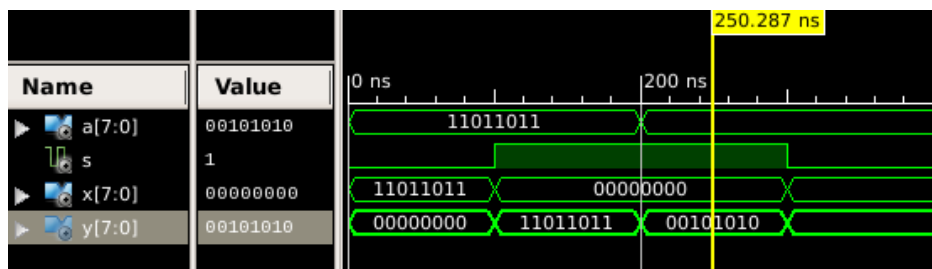 250.287 ns
Name Value 0 ns 200 ns
a[7:0] 00101010 11011011
s 1
x[7:0] 00000000 11011011 00000000
y[7:0] 00101010 00000000 11011011 00101010